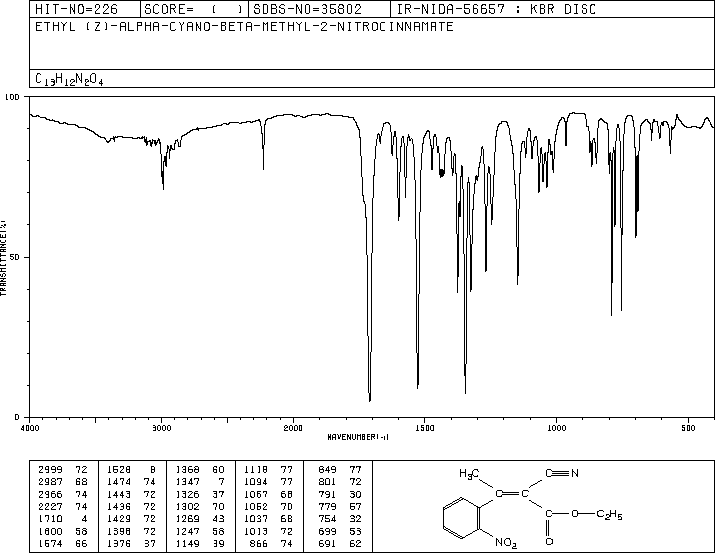 HIT-NO=226 SCORE= ( ) SDBS-NO=35802 IR-NIDA-56657 : KBR DISC
ETHYL (Z)-ALPHA-CYANO-BETA-METHYL-2-NITROCINNAMATE
C13H12N2O4
100
TRANSMITTANCE(%)
50
0
4000 3000 2000 1500 1000 500
WAVENUMBER(-1)
2999 72 1528 8 1368 60 1118 77 849 77
2987 68 1474 74 1347 7 1094 77 801 72
2966 74 1443 72 1326 37 1067 68 791 30
2227 74 1436 72 1302 70 1052 70 779 57
1710 4 1429 72 1269 43 1037 68 754 32
1600 58 1398 72 1247 58 1013 72 699 53
1574 66 1376 37 1149 39 866 74 691 62
H3C C≡N
C=C
C-O-C2H5
NO2 O